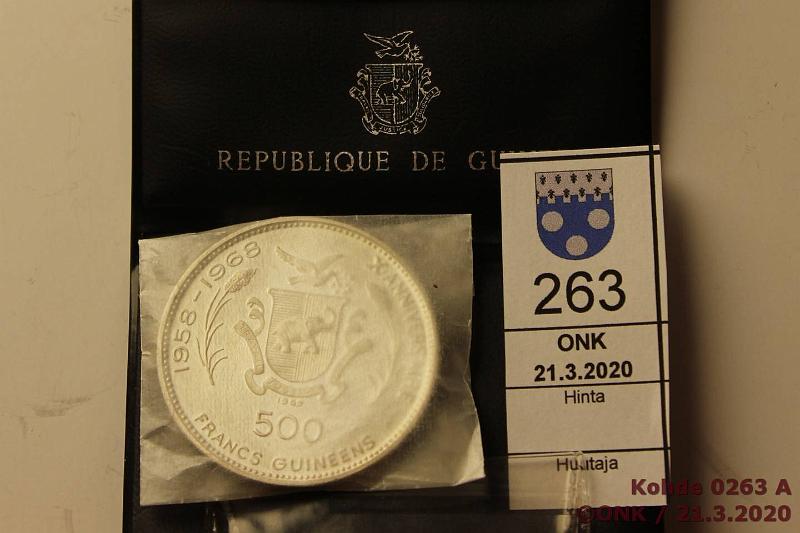 REPUBLIQUE DE
1958-1968
500
FRANCS GUINEENS
263
ONK
21.3.2020
Hinta
Huutaja
Kohde 0263 A
©ONK / 21.3.2020